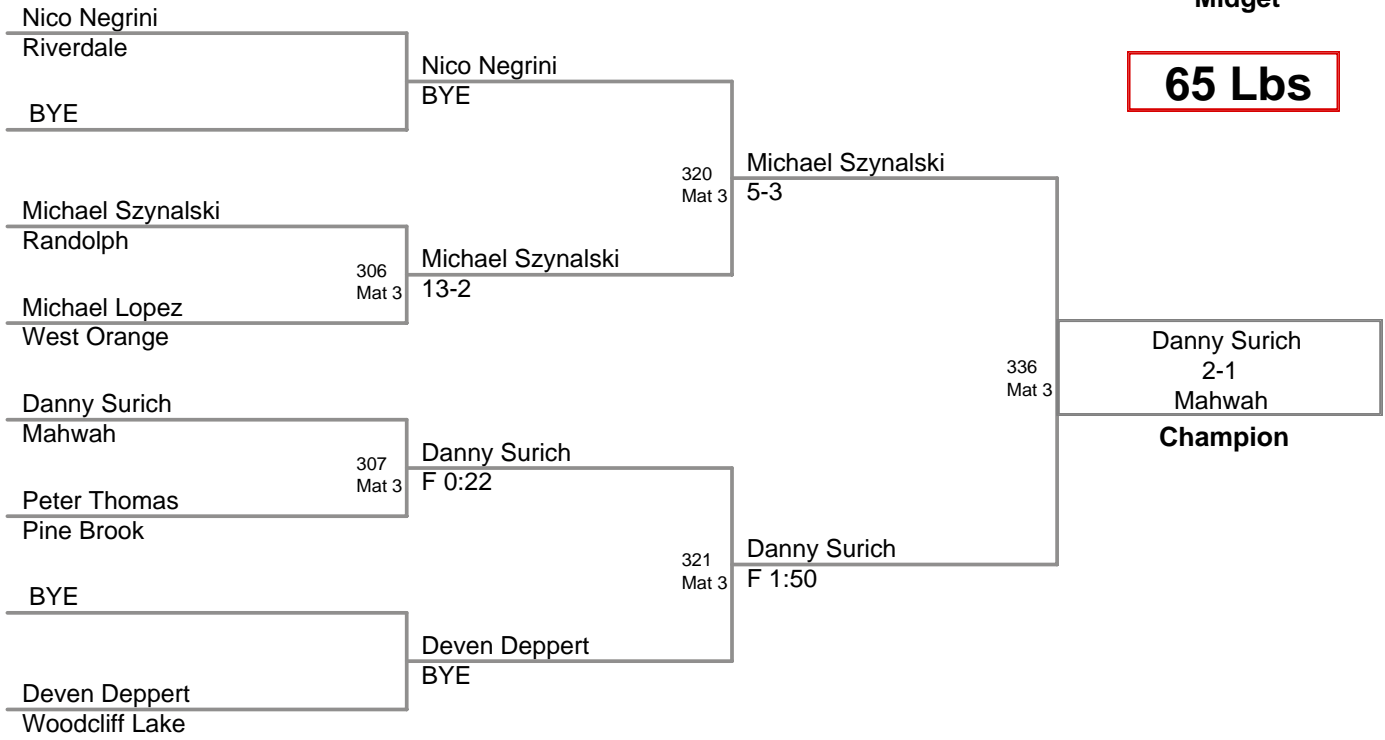 Midget
65 Lbs
Nico Negrini
Riverdale
BYE
Nico Negrini
BYE
Michael Szynalski
Randolph
306
Mat 3
Michael Lopez
West Orange
Michael Szynalski
13-2
320
Mat 3
Michael Szynalski
5-3
Danny Surich
Mahwah
307
Mat 3
Peter Thomas
Pine Brook
Danny Surich
F 0:22
BYE
Deven Deppert
Woodcliff Lake
Deven Deppert
BYE
321
Mat 3
Danny Surich
F 1:50
336
Mat 3
Danny Surich
2-1
Mahwah
Champion